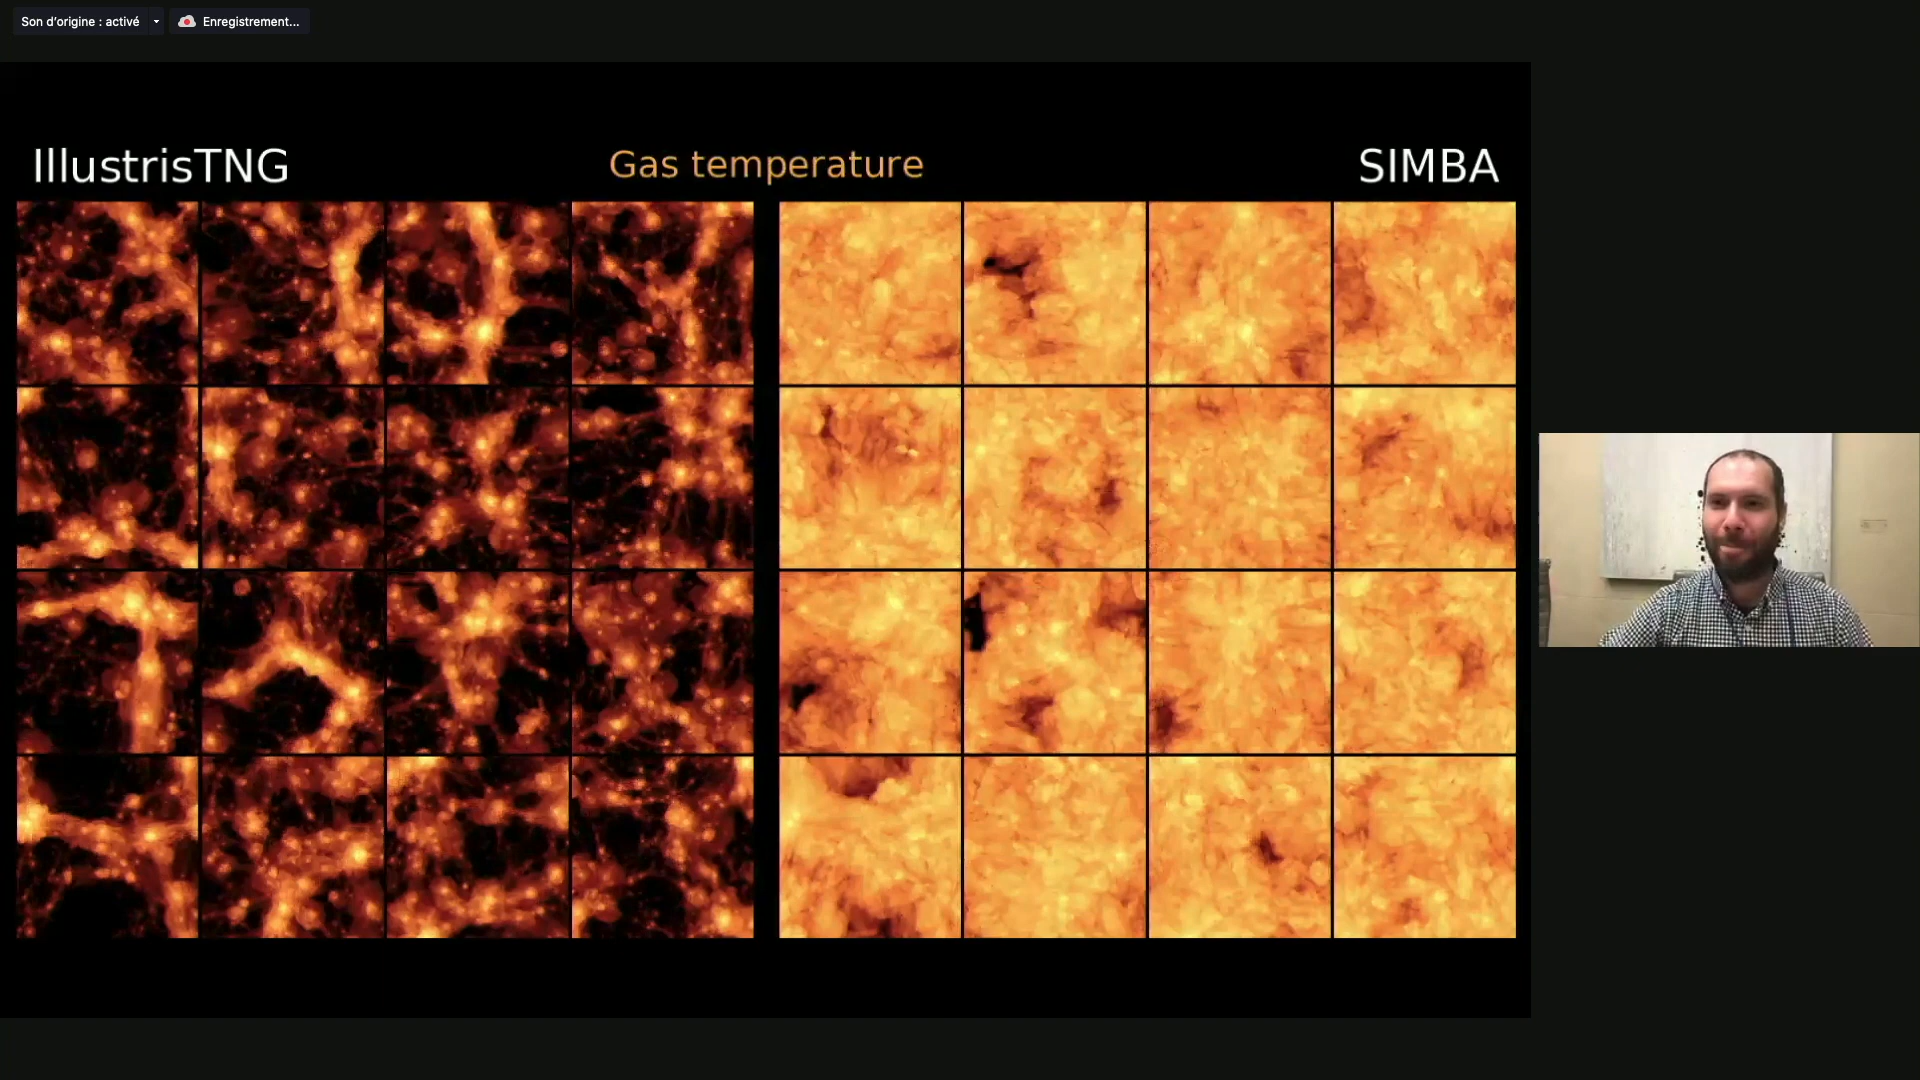 Son d'origine : activé
Enregistrement...
IllustrisTNG
Gas temperature
SIMBA